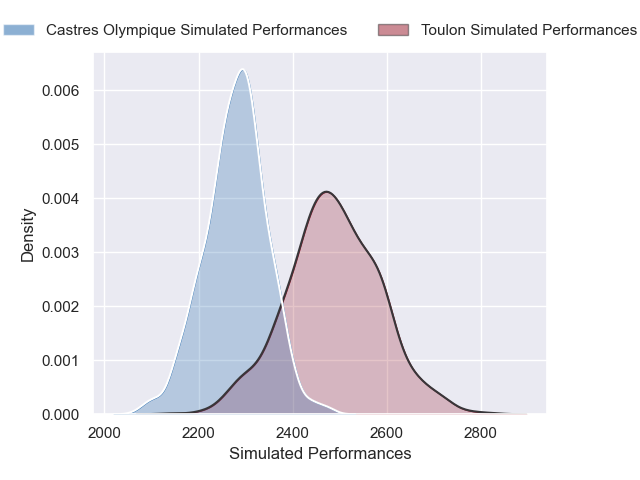 Castres Olympique Simulated Performances
Toulon Simulated Performances
0.006
0.005
0.004
0.003
0.002
0.001
0.000
Density
2000 2200 2400 2600 2800
Simulated Performances